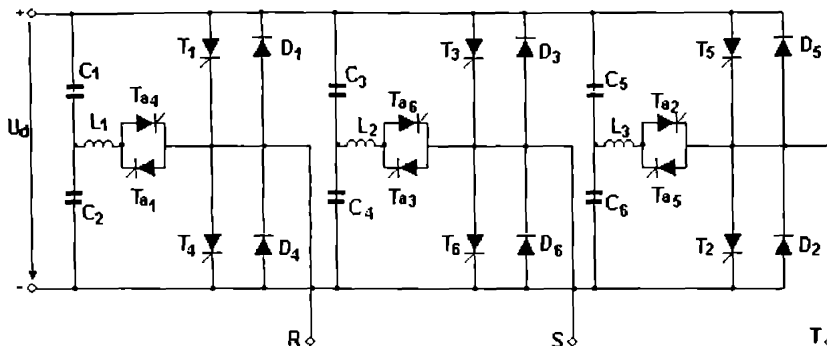 +
T1 D1 T3 D3 T5 D5
C1 C3 C5
Ta4 Ta6 Ta2
Ud L1 L2 L3
Ta1 Ta3 Ta5
C2 C4 C6
T4 D4 T6 D6 T2 D2
-
R S T